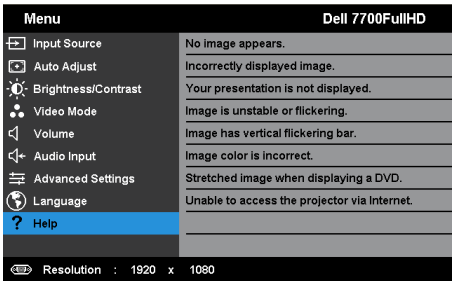 Menu Dell 7700FullHD
Input Source No image appears.
Auto Adjust Incorrectly displayed image.
Brightness/Contrast Your presentation is not displayed.
Video Mode Image is unstable or flickering.
Volume Image has vertical flickering bar.
Audio Input Image color is incorrect.
Advanced Settings Stretched image when displaying a DVD.
Language Unable to access the projector via Internet.
? Help
Resolution : 1920 x 1080